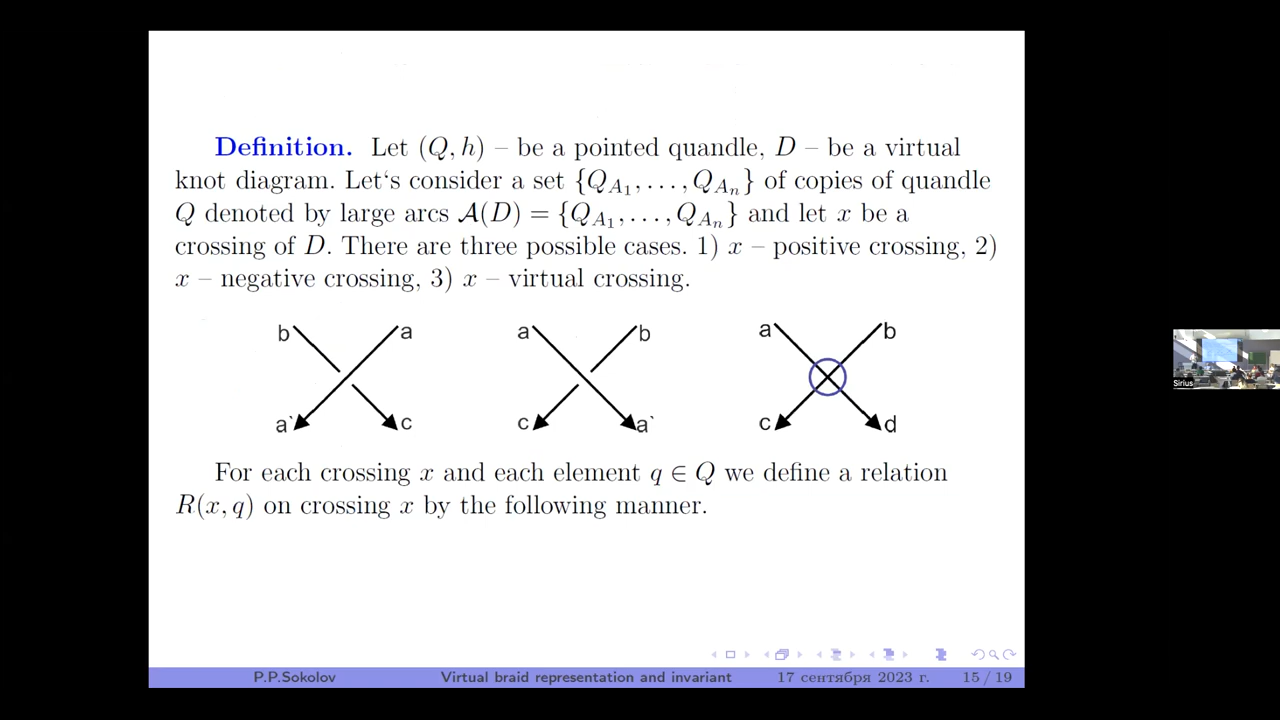 Definition. Let (Q, h) – be a pointed quandle, D – be a virtual
knot diagram. Let‘s consider a set {Q_{A_1}, . . . , Q_{A_n}} of copies of quandle
Q denoted by large arcs 𝒜(D) = {Q_{A_1}, . . . , Q_{A_n}} and let x be a
crossing of D. There are three possible cases. 1) x – positive crossing, 2)
x – negative crossing, 3) x – virtual crossing.
b a a b a b
a` c c a` c d
For each crossing x and each element q ∈ Q we define a relation
R(x, q) on crossing x by the following manner.
P.P.Sokolov Virtual braid representation and invariant 17 сентября 2023 г. 15 / 19
Sirius